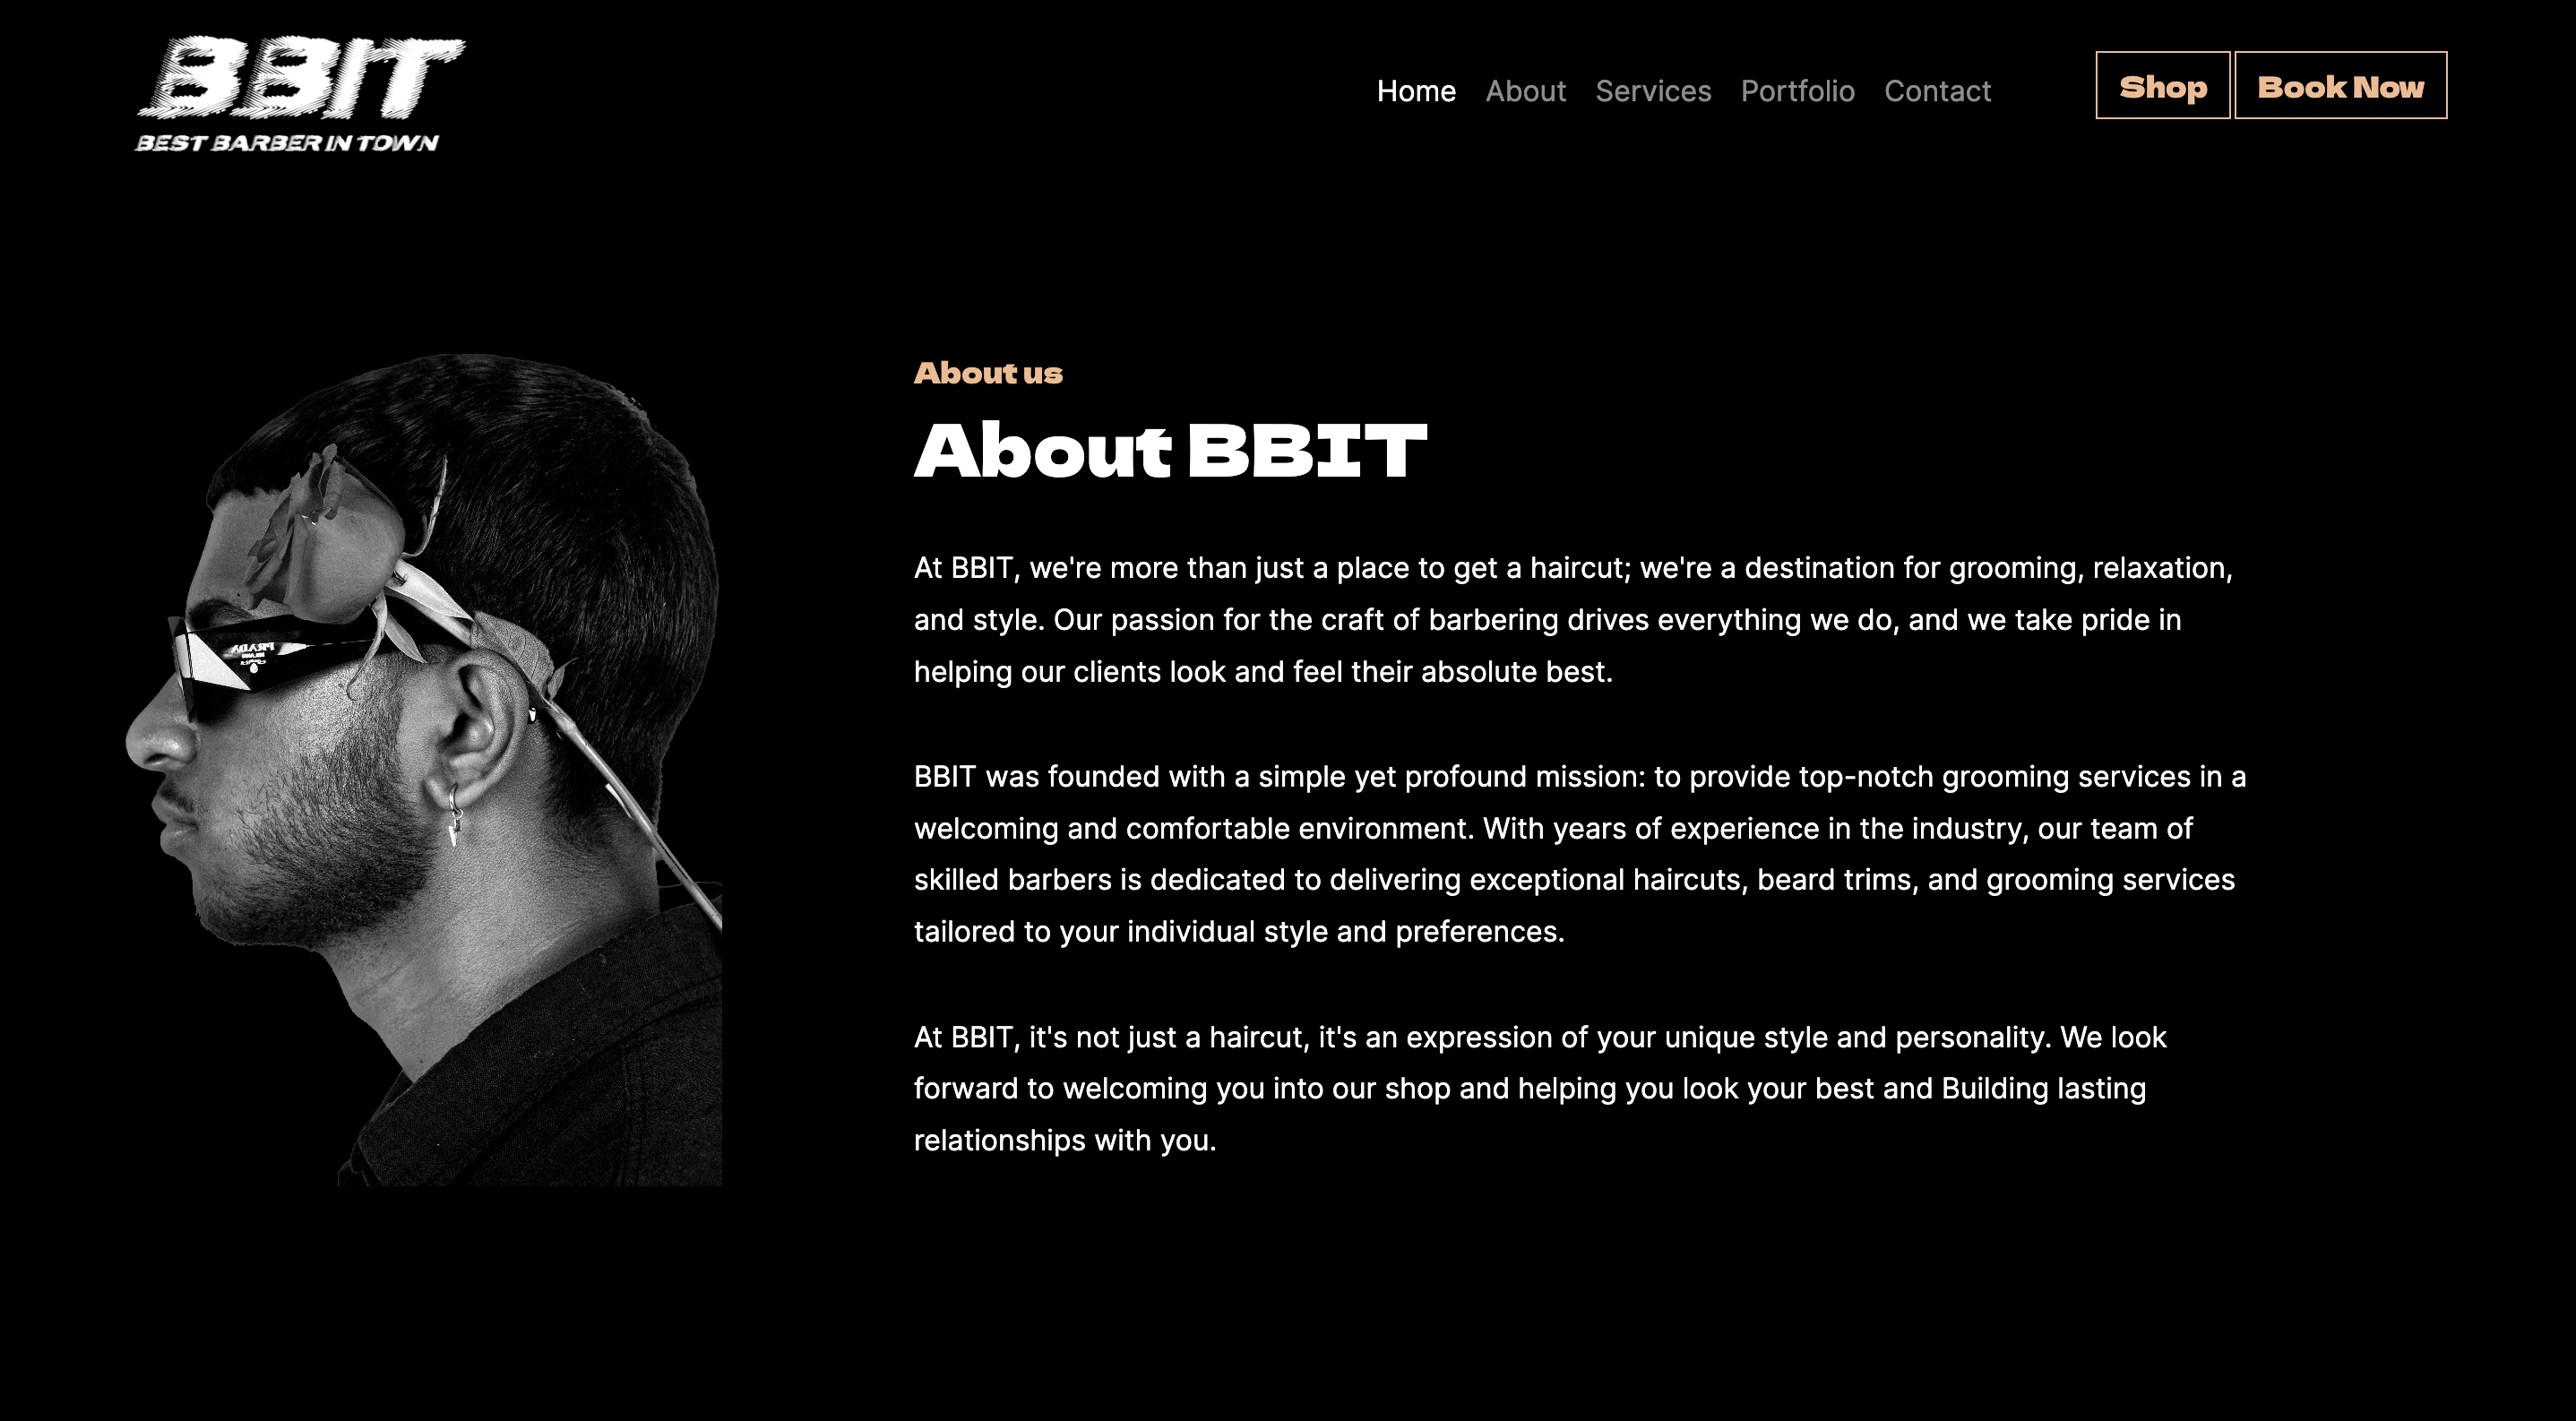 BBIT
BEST BARBER IN TOWN
Home About Services Portfolio Contact
Shop Book Now
About us
About BBIT
At BBIT, we're more than just a place to get a haircut; we're a destination for grooming, relaxation,
and style. Our passion for the craft of barbering drives everything we do, and we take pride in
helping our clients look and feel their absolute best.
PRADA
BBIT was founded with a simple yet profound mission: to provide top-notch grooming services in a
welcoming and comfortable environment. With years of experience in the industry, our team of
skilled barbers is dedicated to delivering exceptional haircuts, beard trims, and grooming services
tailored to your individual style and preferences.
At BBIT, it's not just a haircut, it's an expression of your unique style and personality. We look
forward to welcoming you into our shop and helping you look your best and Building lasting
relationships with you.